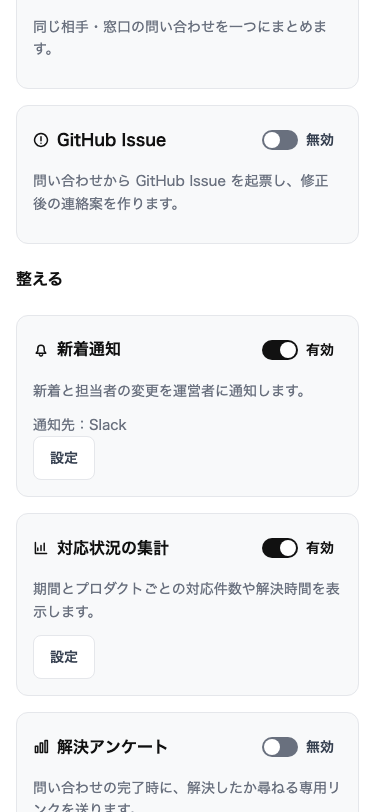 同じ相手・窓口の問い合わせを一つにまとめま
す。
GitHub Issue
無効
問い合わせから GitHub Issue を起票し、修正
後の連絡案を作ります。
整える
新着通知
有効
新着と担当者の変更を運営者に通知します。
通知先：Slack
設定
対応状況の集計
有効
期間とプロダクトごとの対応件数や解決時間を表
示します。
設定
解決アンケート
無効
問い合わせの完了時に、解決したか尋ねる専用リ
ンクを送ります。